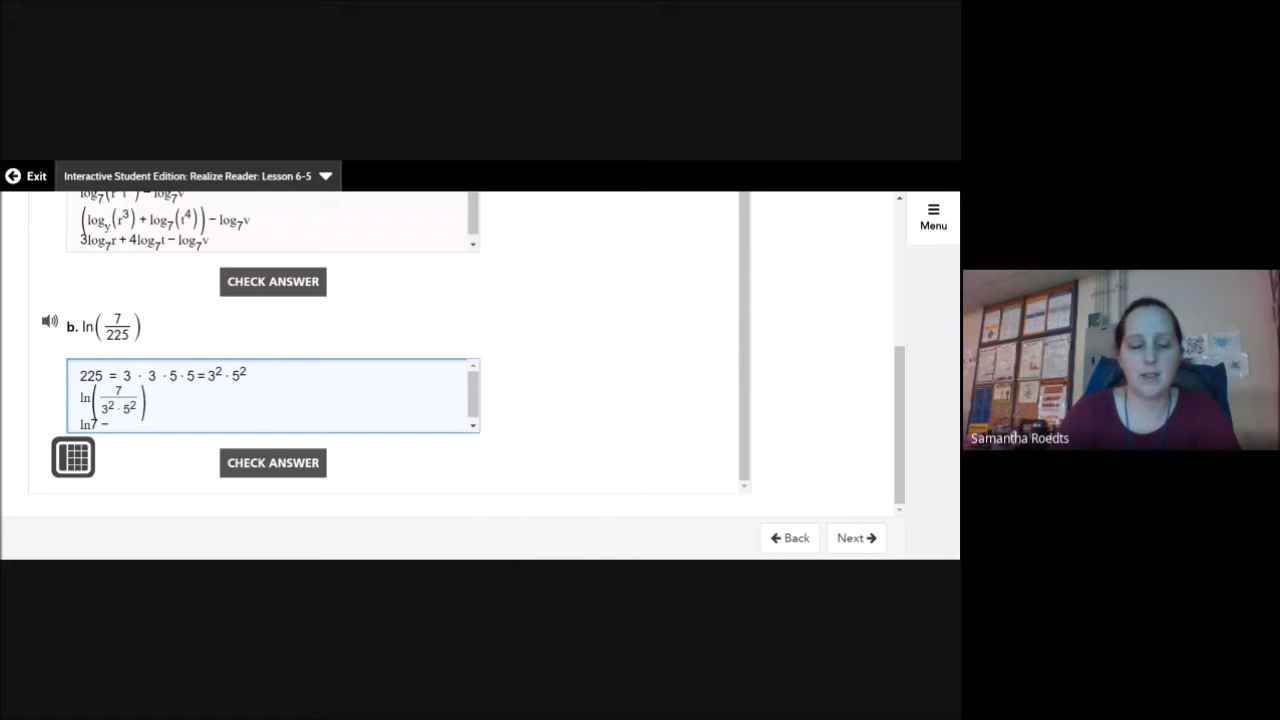 Exit
Interactive Student Edition: Realize Reader: Lesson 6-5
Menu
(log_y(r³) + log₇(t⁴)) − log₇v
3log₇r + 4log₇t − log₇v
CHECK ANSWER
b. ln(7/225)
225 = 3 · 3 · 5 · 5 = 3² · 5²
ln(7/(3² · 5²))
ln7 −
CHECK ANSWER
Back
Next
Samantha Roedts